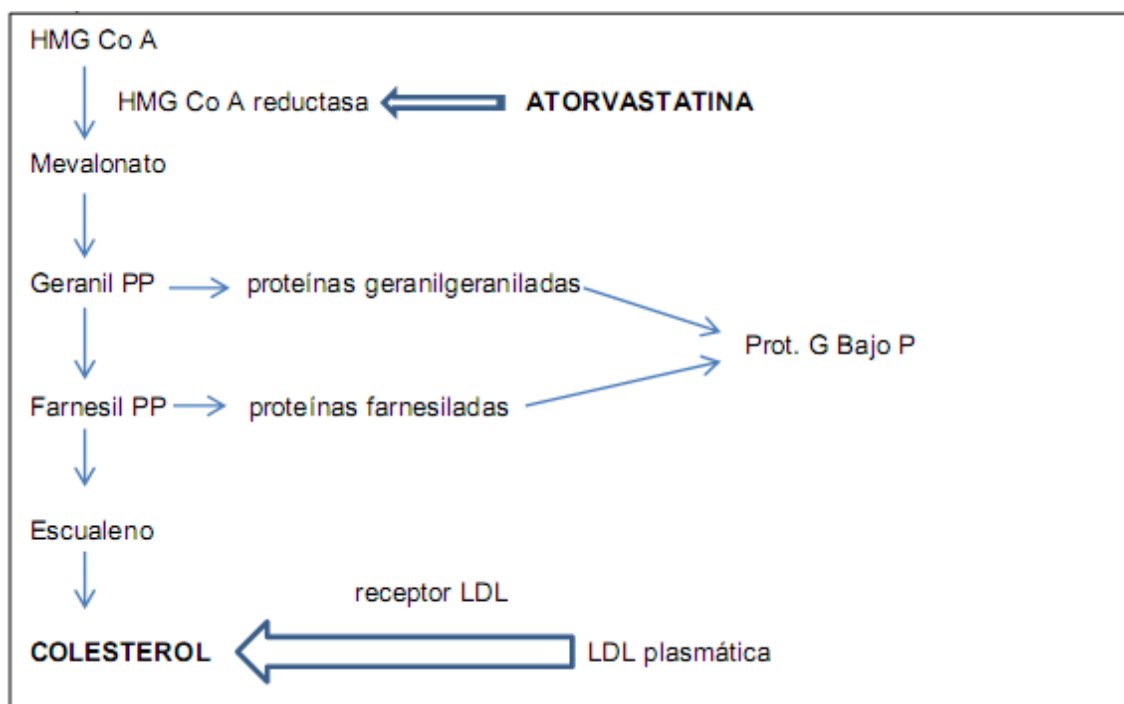 HMG Co A
HMG Co A reductasa ATORVASTATINA
Mevalonato
Geranil PP proteínas geranilgeraniladas
Prot. G Bajo P
Farnesil PP proteínas farnesiladas
Escualeno
receptor LDL
COLESTEROL LDL plasmática